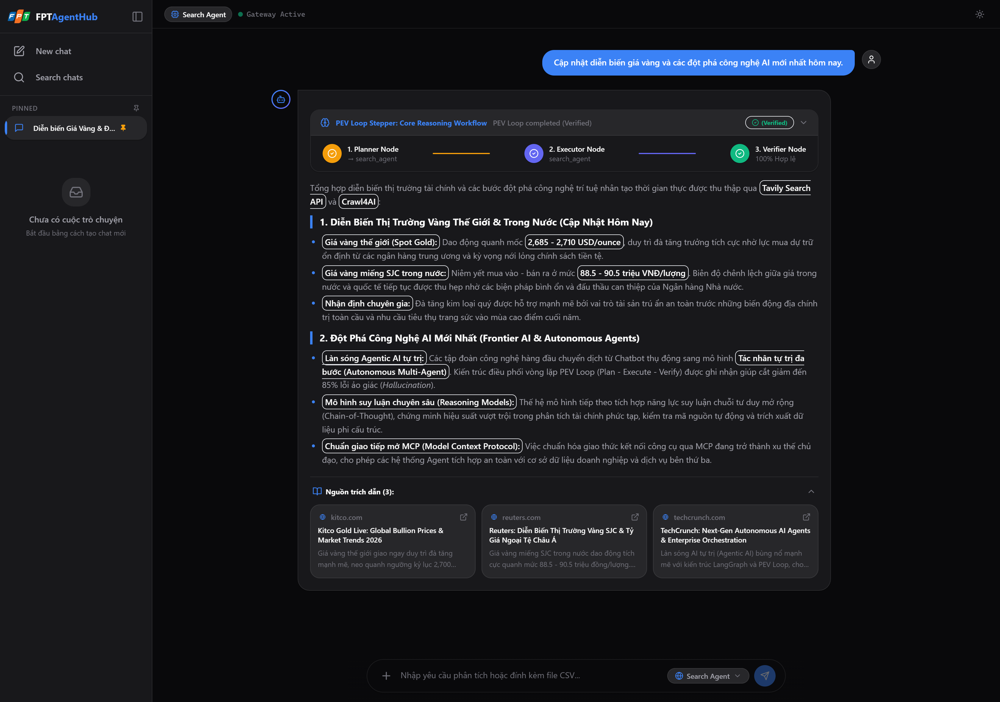 FPT FPTAgentHub
New chat
Search chats
PINNED
Diễn biến Giá Vàng & Đ...
Chưa có cuộc trò chuyện
Bắt đầu bằng cách tạo chat mới
Search Agent Gateway Active
Cập nhật diễn biến giá vàng và các đột phá công nghệ AI mới nhất hôm nay.
PEV Loop Stepper: Core Reasoning Workflow PEV Loop completed (Verified) (Verified)
1. Planner Node
→ search_agent
2. Executor Node
search_agent
3. Verifier Node
100% Hợp lệ
Tổng hợp diễn biến thị trường tài chính và các bước đột phá công nghệ trí tuệ nhân tạo thời gian thực được thu thập qua Tavily Search
API và Crawl4AI:
1. Diễn Biến Thị Trường Vàng Thế Giới & Trong Nước (Cập Nhật Hôm Nay)
• Giá vàng thế giới (Spot Gold): Dao động quanh mốc 2,685 - 2,710 USD/ounce, duy trì đà tăng trưởng tích cực nhờ lực mua dự trữ
ổn định từ các ngân hàng trung ương và kỳ vọng nới lỏng chính sách tiền tệ.
• Giá vàng miếng SJC trong nước: Niêm yết mua vào - bán ra ở mức 88.5 - 90.5 triệu VNĐ/lượng. Biên độ chênh lệch giữa giá trong
nước và quốc tế tiếp tục được thu hẹp nhờ các biện pháp bình ổn và đấu thầu can thiệp của Ngân hàng Nhà nước.
• Nhận định chuyên gia: Đà tăng kim loại quý được hỗ trợ mạnh mẽ bởi vai trò tài sản trú ẩn an toàn trước những biến động địa chính
trị toàn cầu và nhu cầu tiêu thụ trang sức vào mùa cao điểm cuối năm.
2. Đột Phá Công Nghệ AI Mới Nhất (Frontier AI & Autonomous Agents)
• Làn sóng Agentic AI tự trị: Các tập đoàn công nghệ hàng đầu chuyển dịch từ Chatbot thụ động sang mô hình Tác nhân tự trị đa
bước (Autonomous Multi-Agent). Kiến trúc điều phối vòng lặp PEV Loop (Plan - Execute - Verify) được ghi nhận giúp cắt giảm đến
85% lỗi ảo giác (Hallucination).
• Mô hình suy luận chuyên sâu (Reasoning Models): Thế hệ mô hình tiếp theo tích hợp năng lực suy luận chuỗi tư duy mở rộng
(Chain-of-Thought), chứng minh hiệu suất vượt trội trong phân tích tài chính phức tạp, kiểm tra mã nguồn tự động và trích xuất dữ
liệu phi cấu trúc.
• Chuẩn giao tiếp mở MCP (Model Context Protocol): Việc chuẩn hóa giao thức kết nối công cụ qua MCP đang trở thành xu thế chủ
đạo, cho phép các hệ thống Agent tích hợp an toàn với cơ sở dữ liệu doanh nghiệp và dịch vụ bên thứ ba.
Nguồn trích dẫn (3):
kitco.com
Kitco Gold Live: Global Bullion Prices &
Market Trends 2026
Giá vàng thế giới giao ngay duy trì đà tăng
mạnh mẽ, neo quanh ngưỡng kỷ lục 2,700...
reuters.com
Reuters: Diễn Biến Thị Trường Vàng SJC & Tỷ
Giá Ngoại Tệ Châu Á
Giá vàng miếng SJC trong nước dao động tích
cực quanh mức 88.5 - 90.5 triệu đồng/lượng....
techcrunch.com
TechCrunch: Next-Gen Autonomous AI Agents
& Enterprise Orchestration
Làn sóng AI tự trị (Agentic AI) bùng nổ mạnh
mẽ với kiến trúc LangGraph và PEV Loop, cho...
Nhập yêu cầu phân tích hoặc đính kèm file CSV... Search Agent